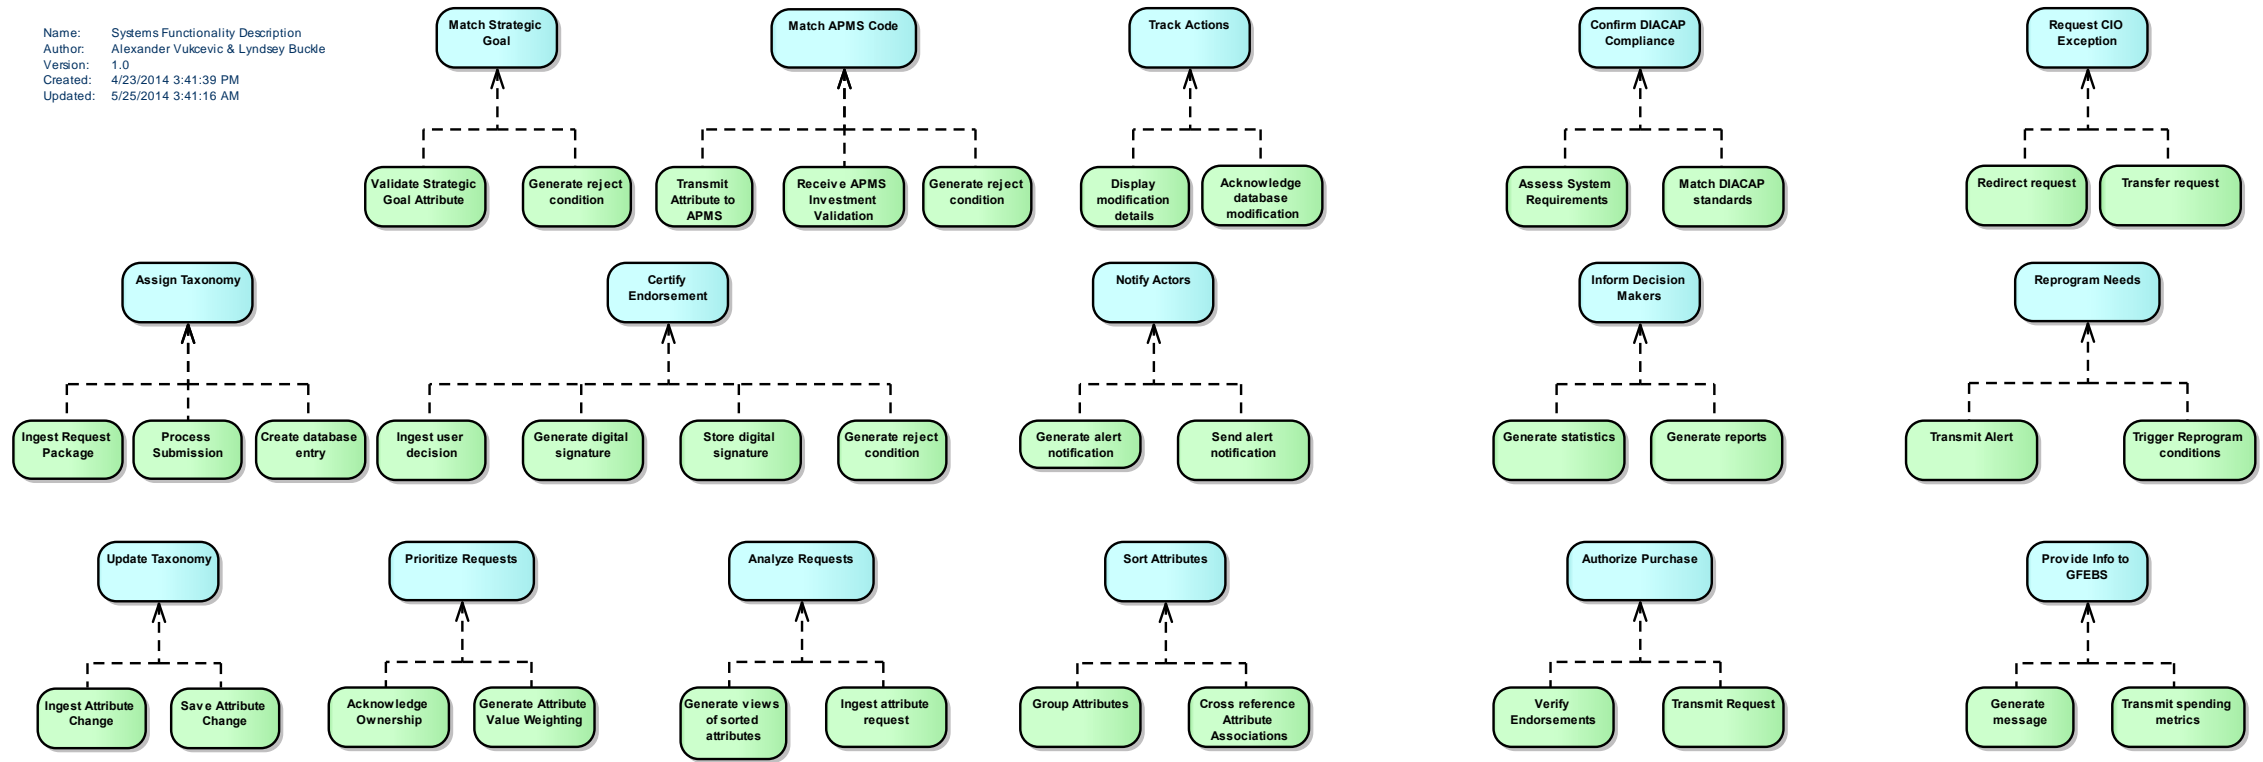 Name: Systems Functionality Description
Author: Alexander Vukcevic & Lyndsey Buckle
Version: 1.0
Created: 4/23/2014 3:41:39 PM
Updated: 5/25/2014 3:41:16 AM
Match Strategic
Goal
Match APMS Code
Track Actions
Confirm DIACAP
Compliance
Request CIO
Exception
Validate Strategic
Goal Attribute
Generate reject
condition
Transmit
Attribute to
APMS
Receive APMS
Investment
Validation
Generate reject
condition
Display
modification
details
Acknowledge
database
modification
Assess System
Requirements
Match DIACAP
standards
Redirect request
Transfer request
Assign Taxonomy
Certify
Endorsement
Notify Actors
Inform Decision
Makers
Reprogram Needs
Ingest Request
Package
Process
Submission
Create database
entry
Ingest user
decision
Generate digital
signature
Store digital
signature
Generate reject
condition
Generate alert
notification
Send alert
notification
Generate statistics
Generate reports
Transmit Alert
Trigger Reprogram
conditions
Update Taxonomy
Prioritize Requests
Analyze Requests
Sort Attributes
Authorize Purchase
Provide Info to
GFEBS
Ingest Attribute
Change
Save Attribute
Change
Acknowledge
Ownership
Generate Attribute
Value Weighting
Generate views
of sorted
attributes
Ingest attribute
request
Group Attributes
Cross reference
Attribute
Associations
Verify
Endorsements
Transmit Request
Generate
message
Transmit spending
metrics